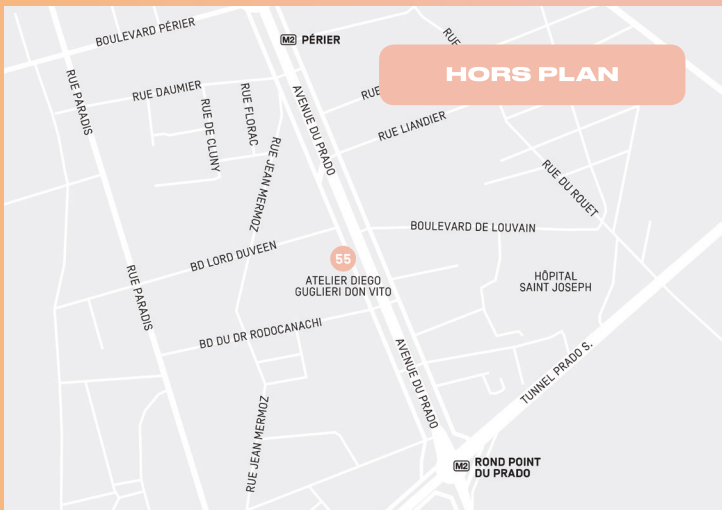 BOULEVARD PÉRIER
M2 PÉRIER
RUE
HORS PLAN
RUE PARADIS
RUE DAUMIER
RUE DE CLUNY
RUE FLORAC
AVENUE DU PRADO
RUE
RUE LIANDIER
RUE JEAN MERMOZ
RUE DU ROUET
BOULEVARD DE LOUVAIN
BD LORD DUVEEN
55
ATELIER DIEGO
GUGLIERI DON VITO
HÔPITAL
SAINT JOSEPH
RUE PARADIS
BD DU DR RODOCANACHI
AVENUE DU PRADO
TUNNEL PRADO S.
RUE JEAN MERMOZ
M2 ROND POINT
DU PRADO